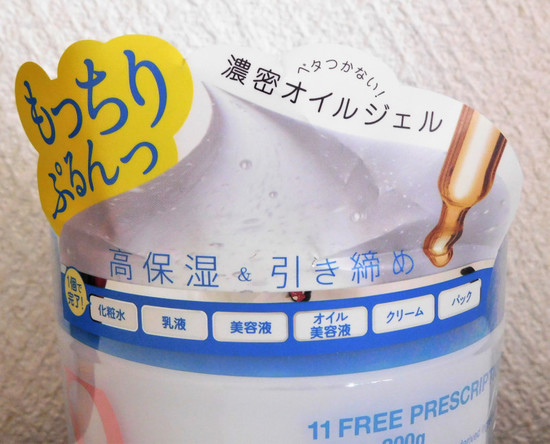 もっちり
ぷるんっ
ベタつかない!
濃密オイルジェル
高保湿 & 引き締め
1個で
完了!
化粧水
乳液
美容液
オイル
美容液
クリーム
パック
11 FREE PRESCRIPT
200g